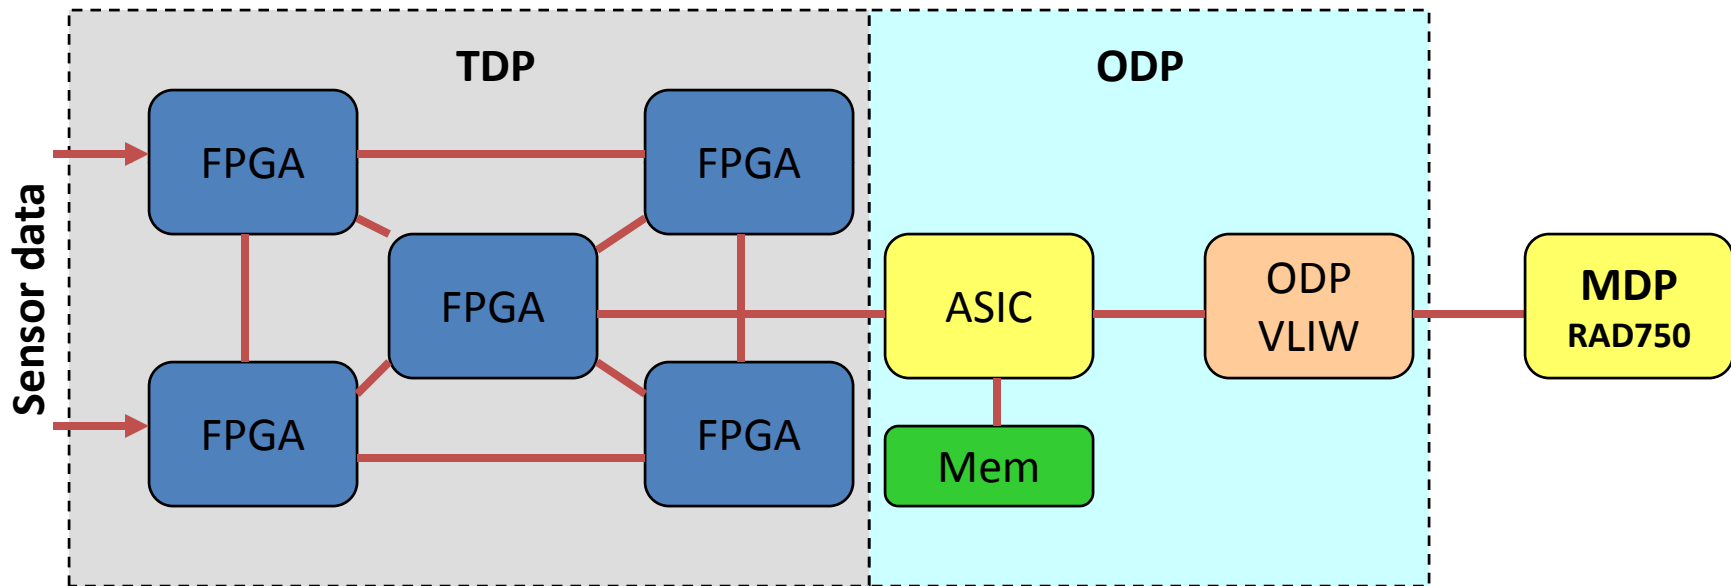 TDP
ODP
Sensor data
FPGA
FPGA
FPGA
FPGA
FPGA
ASIC
Mem
ODP
VLIW
MDP
RAD750